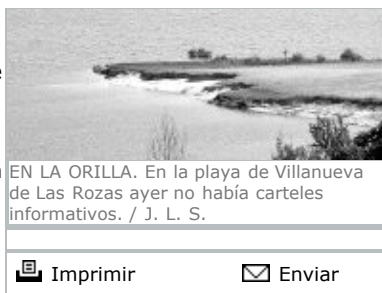 EN LA ORILLA. En la playa de Villanueva
de Las Rozas ayer no había carteles
informativos. / J. L. S.
Imprimir Enviar